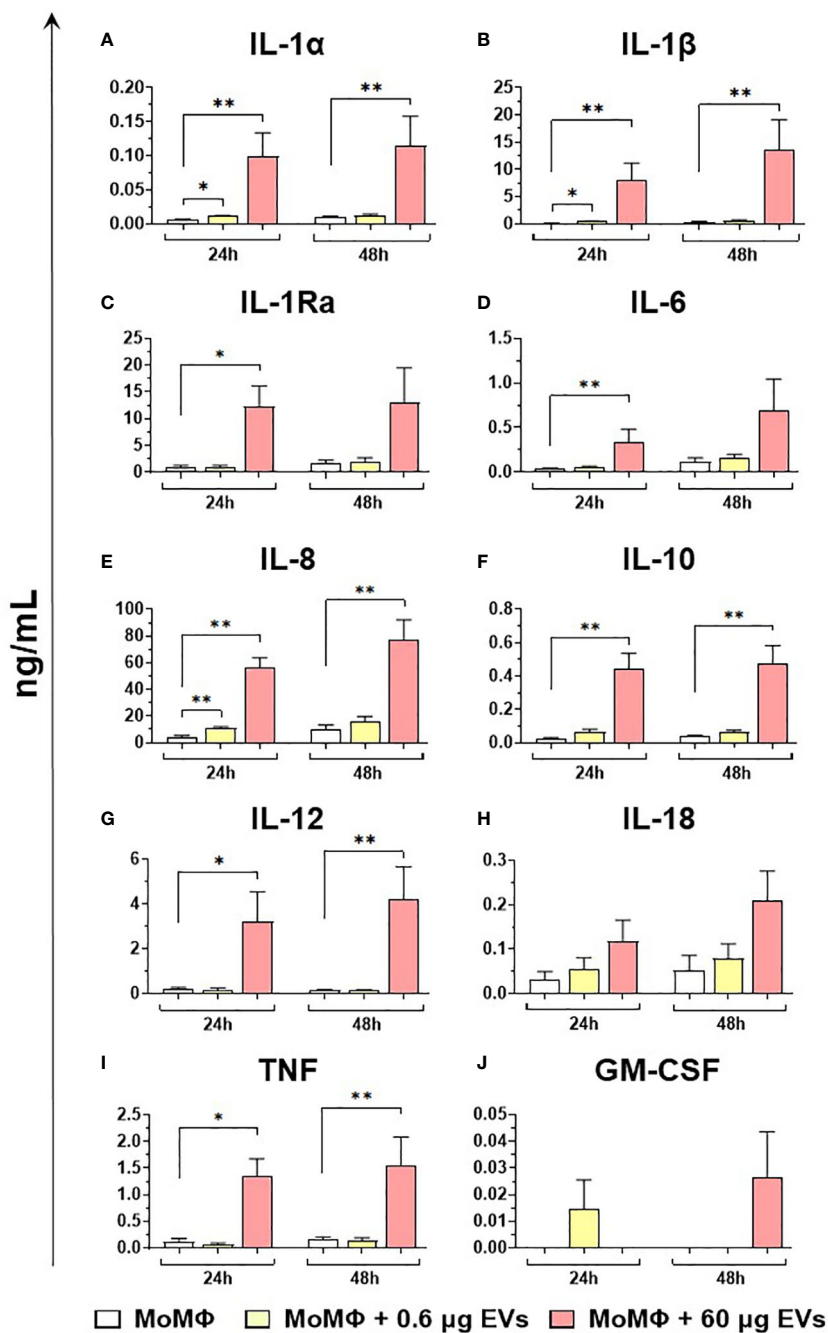 ng/mL
A IL-1α
0.20
0.15
0.10
0.05
0.00
* ** **
24h 48h
B IL-1β
25
20
15
10
5
0
* ** **
24h 48h
C IL-1Ra
25
20
15
10
5
0
*
24h 48h
D IL-6
1.5
1.0
0.5
0.0
**
24h 48h
E IL-8
100
80
60
40
20
0
** ** **
24h 48h
F IL-10
0.8
0.6
0.4
0.2
0.0
** **
24h 48h
G IL-12
6
4
2
0
* **
24h 48h
H IL-18
0.3
0.2
0.1
0.0
24h 48h
I TNF
2.5
2.0
1.5
1.0
0.5
0.0
* **
24h 48h
J GM-CSF
0.05
0.04
0.03
0.02
0.01
0.00
24h 48h
MoMΦ MoMΦ + 0.6 µg EVs MoMΦ + 60 µg EVs